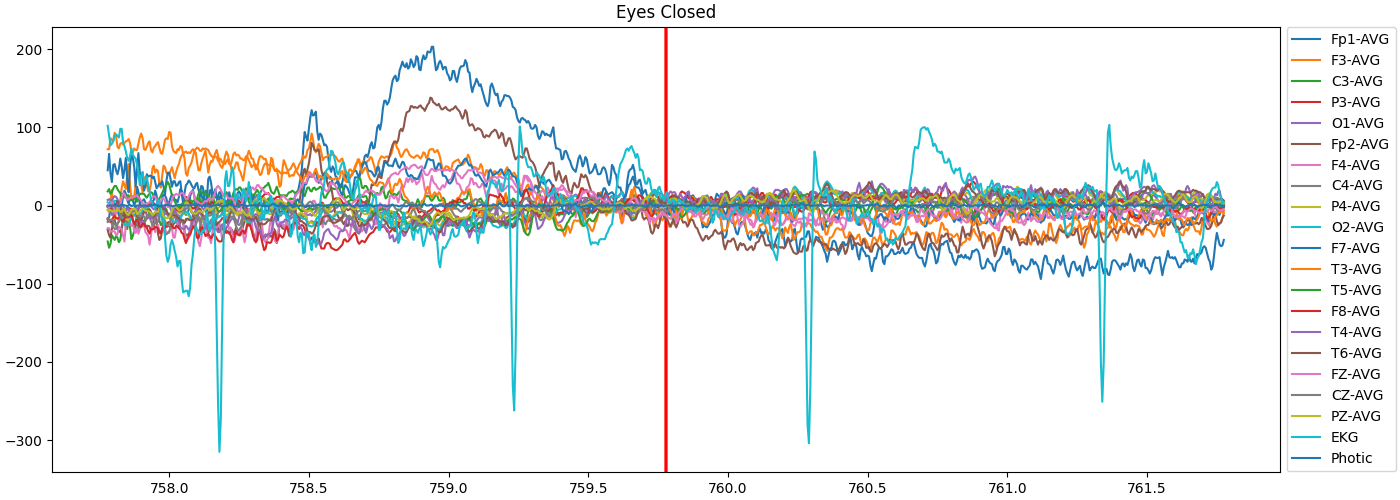 Eyes Closed
200
100
0
−100
−200
−300
758.0 758.5 759.0 759.5 760.0 760.5 761.0 761.5
Fp1-AVG
F3-AVG
C3-AVG
P3-AVG
O1-AVG
Fp2-AVG
F4-AVG
C4-AVG
P4-AVG
O2-AVG
F7-AVG
T3-AVG
T5-AVG
F8-AVG
T4-AVG
T6-AVG
FZ-AVG
CZ-AVG
PZ-AVG
EKG
Photic